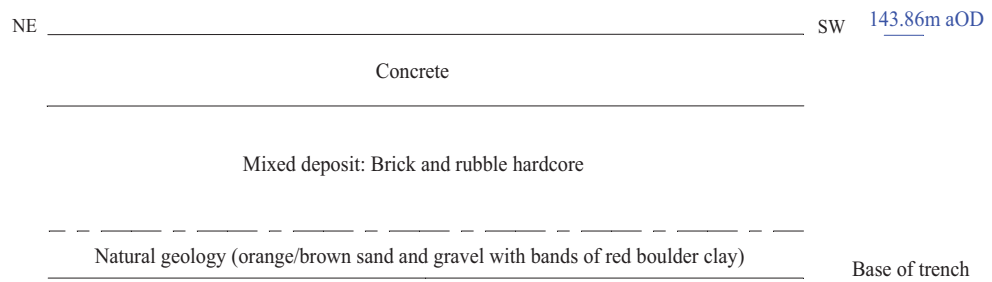 NE
SW
143.86m aOD
Concrete
Mixed deposit: Brick and rubble hardcore
Natural geology (orange/brown sand and gravel with bands of red boulder clay)
Base of trench